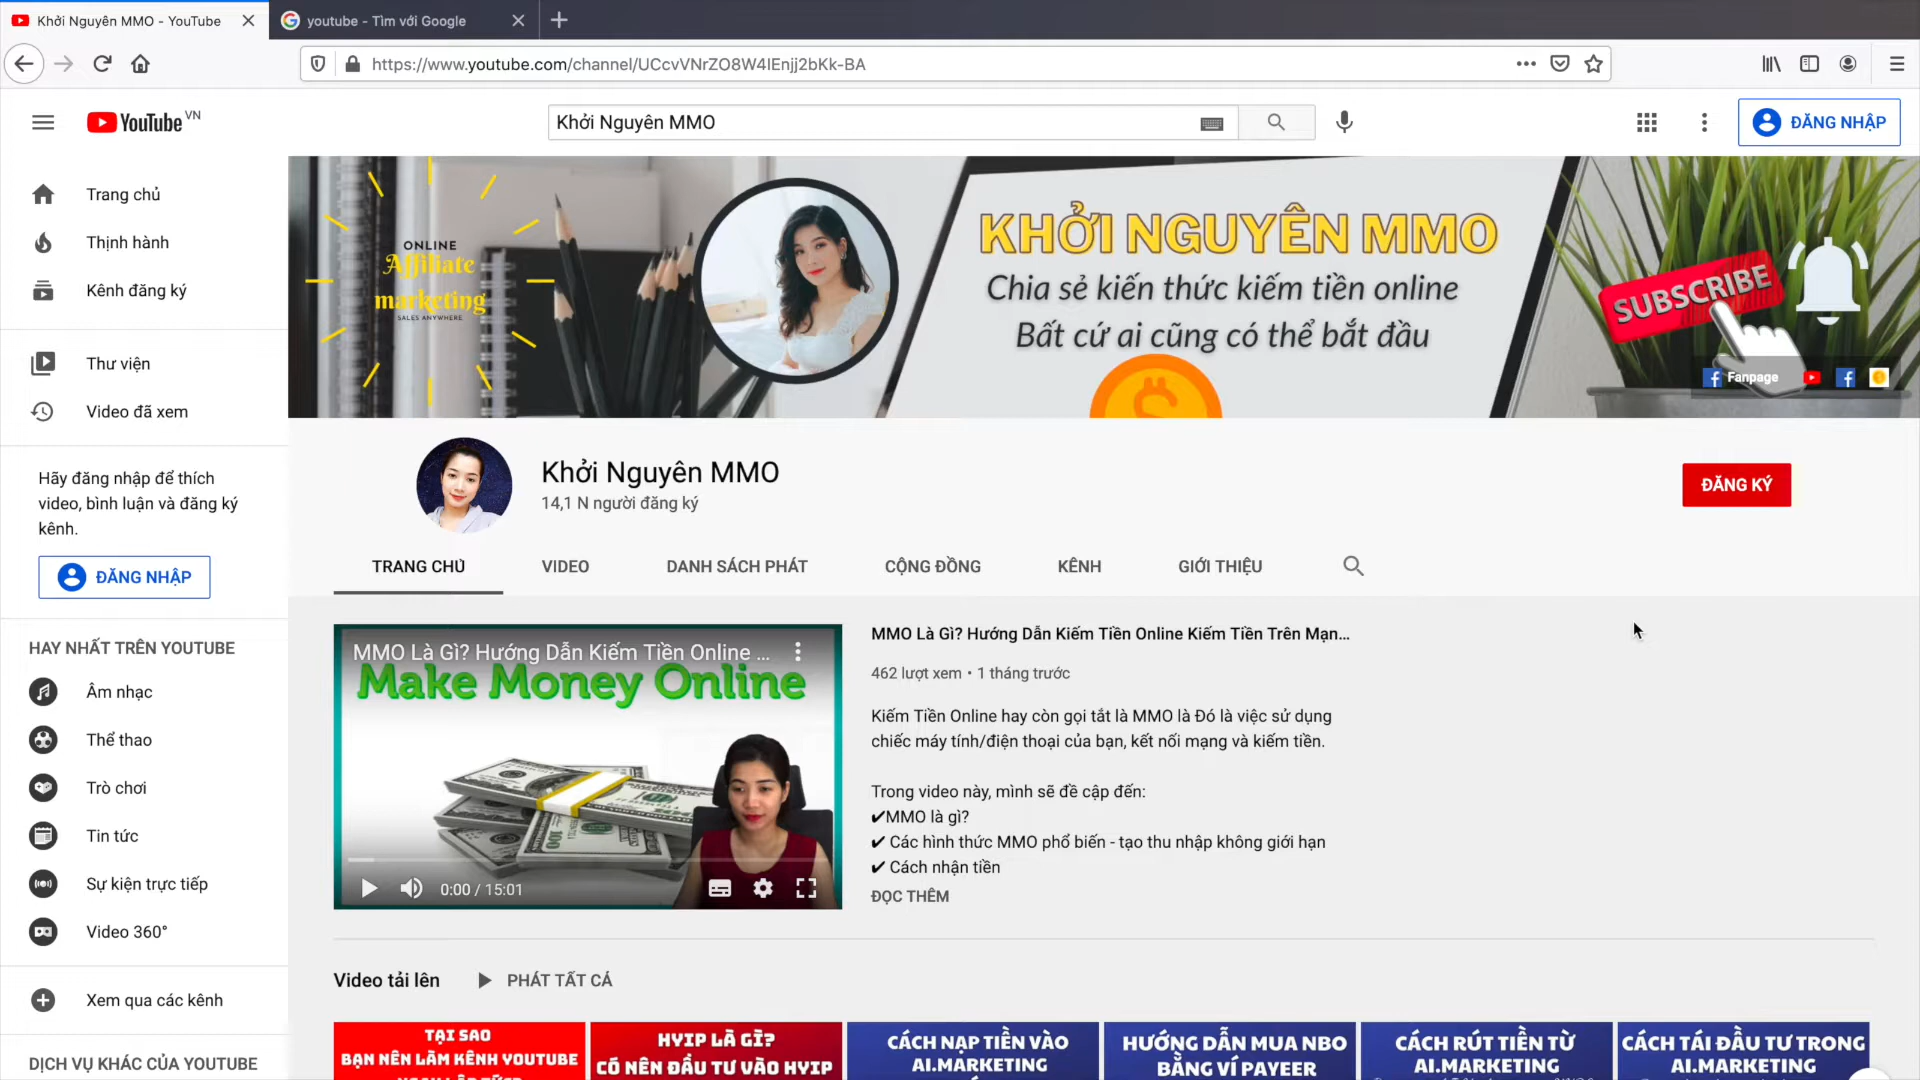 Khởi Nguyên MMO - YouTube
youtube - Tìm với Google
https://www.youtube.com/channel/UCcvVNrZO8W4IEnjj2bKk-BA
YouTube VN
Khởi Nguyên MMO
ĐĂNG NHẬP
Trang chủ
Thịnh hành
Kênh đăng ký
Thư viện
Video đã xem
Hãy đăng nhập để thích
video, bình luận và đăng ký
kênh.
ĐĂNG NHẬP
HAY NHẤT TRÊN YOUTUBE
Âm nhạc
Thể thao
Trò chơi
Tin tức
Sự kiện trực tiếp
Video 360°
Xem qua các kênh
DỊCH VỤ KHÁC CỦA YOUTUBE
ONLINE
Affiliate
marketing
SALES ANYWHERE
KHỞI NGUYÊN MMO
Chia sẻ kiến thức kiếm tiền online
Bất cứ ai cũng có thể bắt đầu
SUBSCRIBE
Fanpage
Khởi Nguyên MMO
14,1 N người đăng ký
ĐĂNG KÝ
TRANG CHỦ
VIDEO
DANH SÁCH PHÁT
CỘNG ĐỒNG
KÊNH
GIỚI THIỆU
MMO Là Gì? Hướng Dẫn Kiếm Tiền Online ...
Make Money Online
0:00 / 15:01
MMO Là Gì? Hướng Dẫn Kiếm Tiền Online Kiếm Tiền Trên Mạn...
462 lượt xem • 1 tháng trước
Kiếm Tiền Online hay còn gọi tắt là MMO là Đó là việc sử dụng
chiếc máy tính/điện thoại của bạn, kết nối mạng và kiếm tiền.
Trong video này, mình sẽ đề cập đến:
✔MMO là gì?
✔ Các hình thức MMO phổ biến - tạo thu nhập không giới hạn
✔ Cách nhận tiền
ĐỌC THÊM
Video tải lên
PHÁT TẤT CẢ
TẠI SAO
BẠN NÊN LÀM KÊNH YOUTUBE
HYIP LÀ GÌ?
CÓ NÊN ĐẦU TƯ VÀO HYIP
CÁCH NẠP TIỀN VÀO
AI.MARKETING
HƯỚNG DẪN MUA NBO
BẰNG VÍ PAYEER
CÁCH RÚT TIỀN TỪ
AI.MARKETING
CÁCH TÁI ĐẦU TƯ TRONG
AI.MARKETING